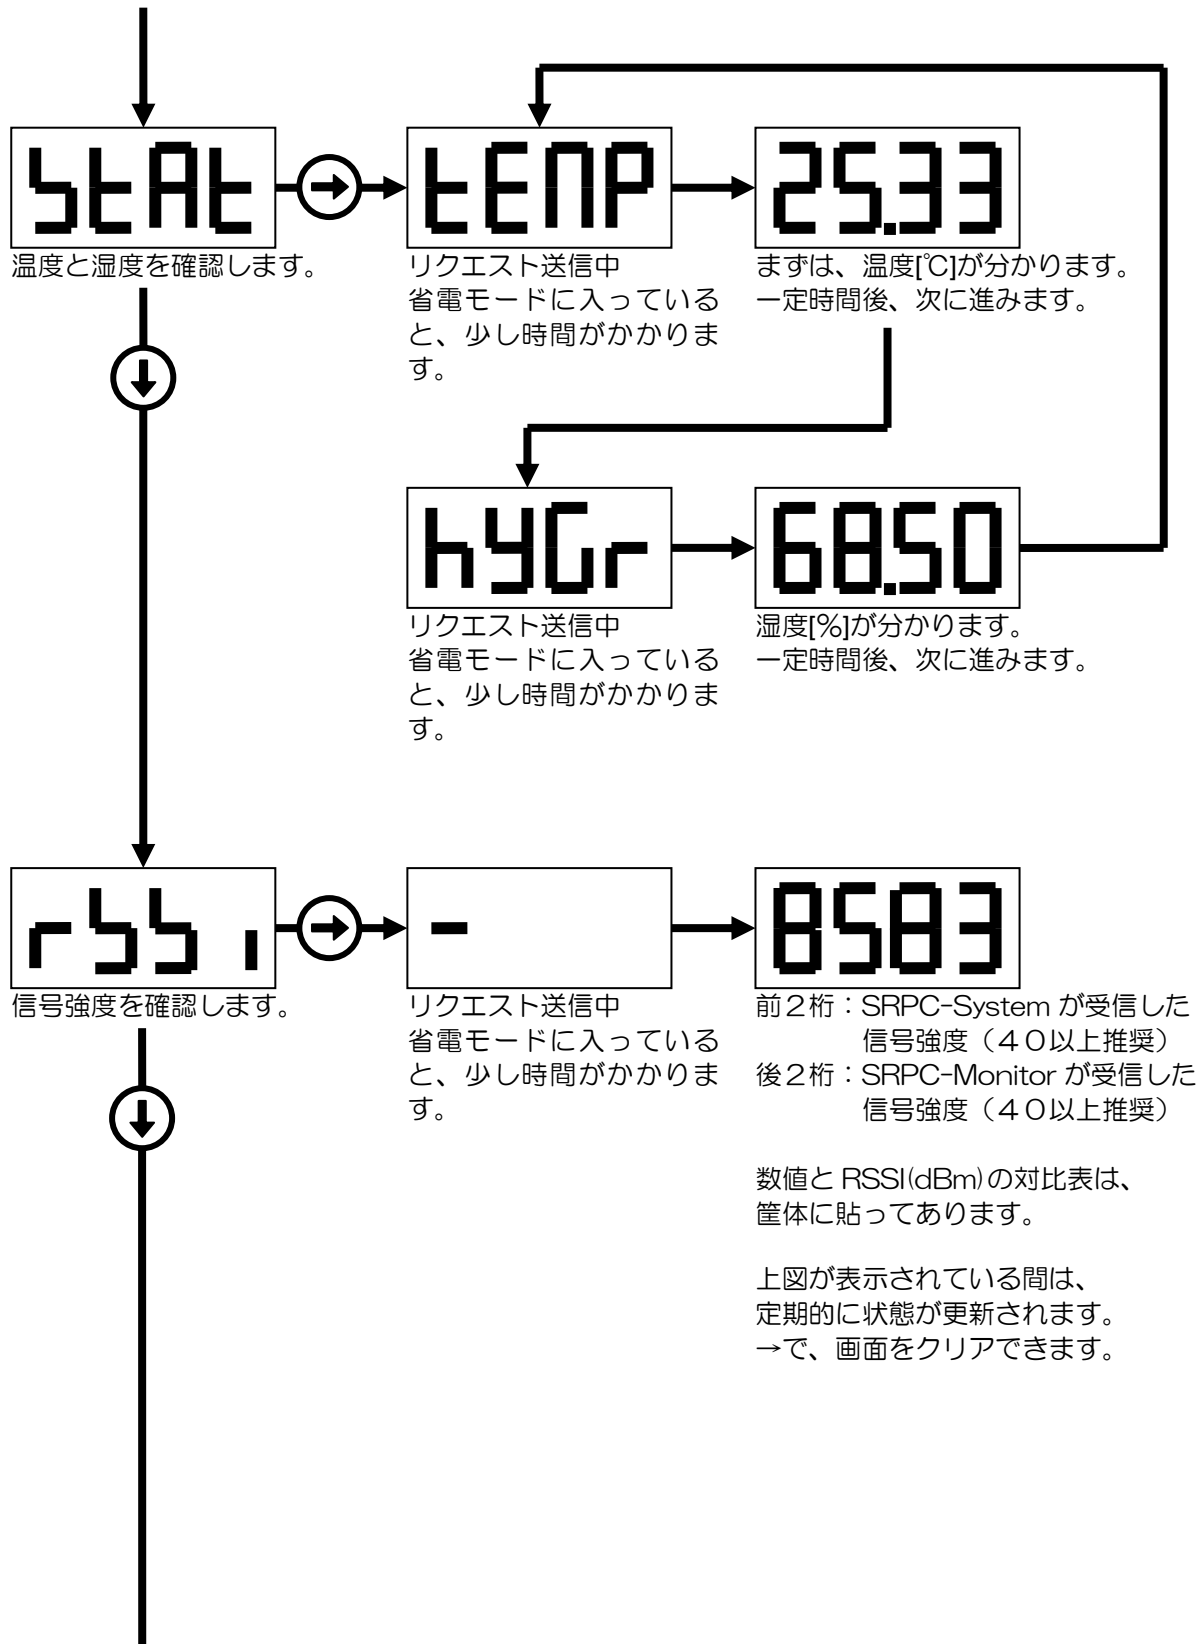 StAt
tEMP
25.33
温度と湿度を確認します。
リクエスト送信中
省電モードに入っている
と、少し時間がかかりま
す。
まずは、温度[℃]が分かります。
一定時間後、次に進みます。
hyGr
68.50
リクエスト送信中
省電モードに入っている
と、少し時間がかかりま
す。
湿度[%]が分かります。
一定時間後、次に進みます。
rSSi
-
8583
信号強度を確認します。
リクエスト送信中
省電モードに入っている
と、少し時間がかかりま
す。
前2桁：SRPC-System が受信した
信号強度（４０以上推奨）
後2桁：SRPC-Monitor が受信した
信号強度（４０以上推奨）
数値と RSSI(dBm)の対比表は、
筐体に貼ってあります。
上図が表示されている間は、
定期的に状態が更新されます。
→で、画面をクリアできます。